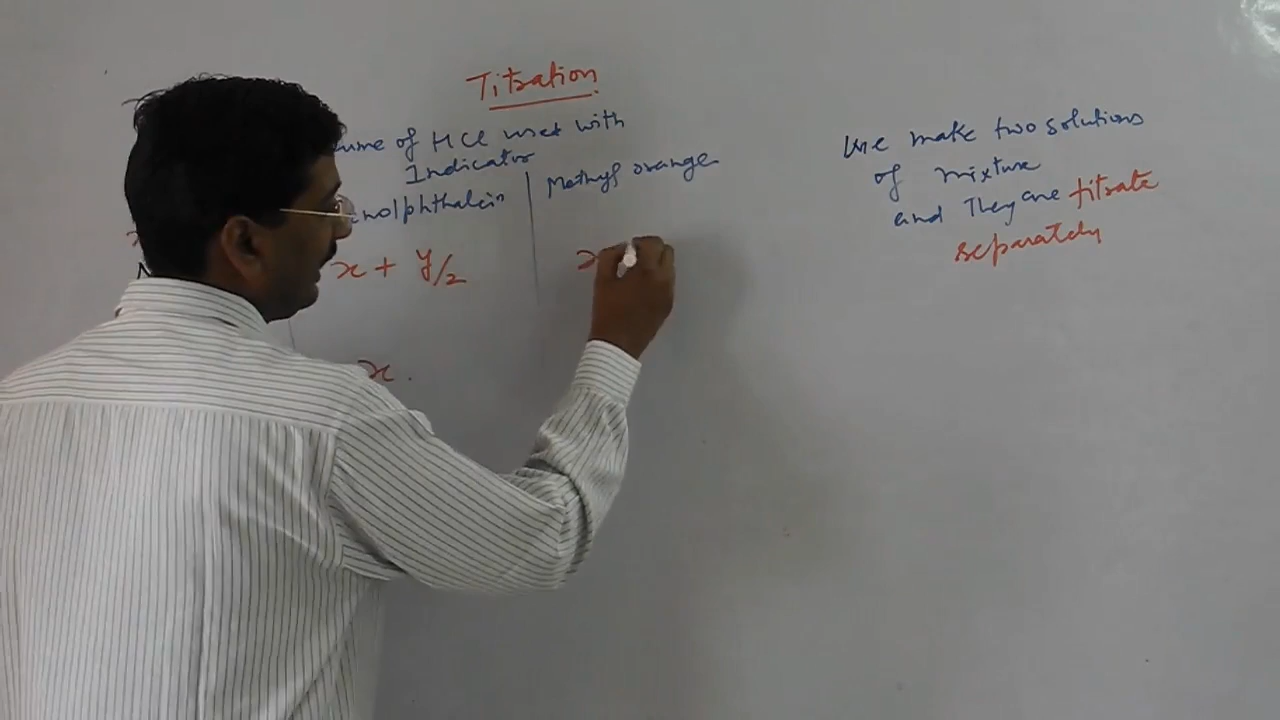 Titration
ume of HCl used with
Indicator
nolphthalein
Methyl orange
x + y/2
x
x.
We make two solutions
of mixture
and They are titrate
separately